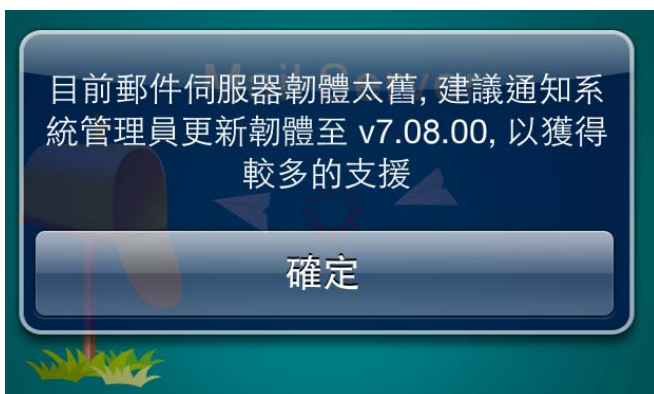 目前郵件伺服器韌體太舊, 建議通知系
統管理員更新韌體至 v7.08.00, 以獲得
較多的支援
確定